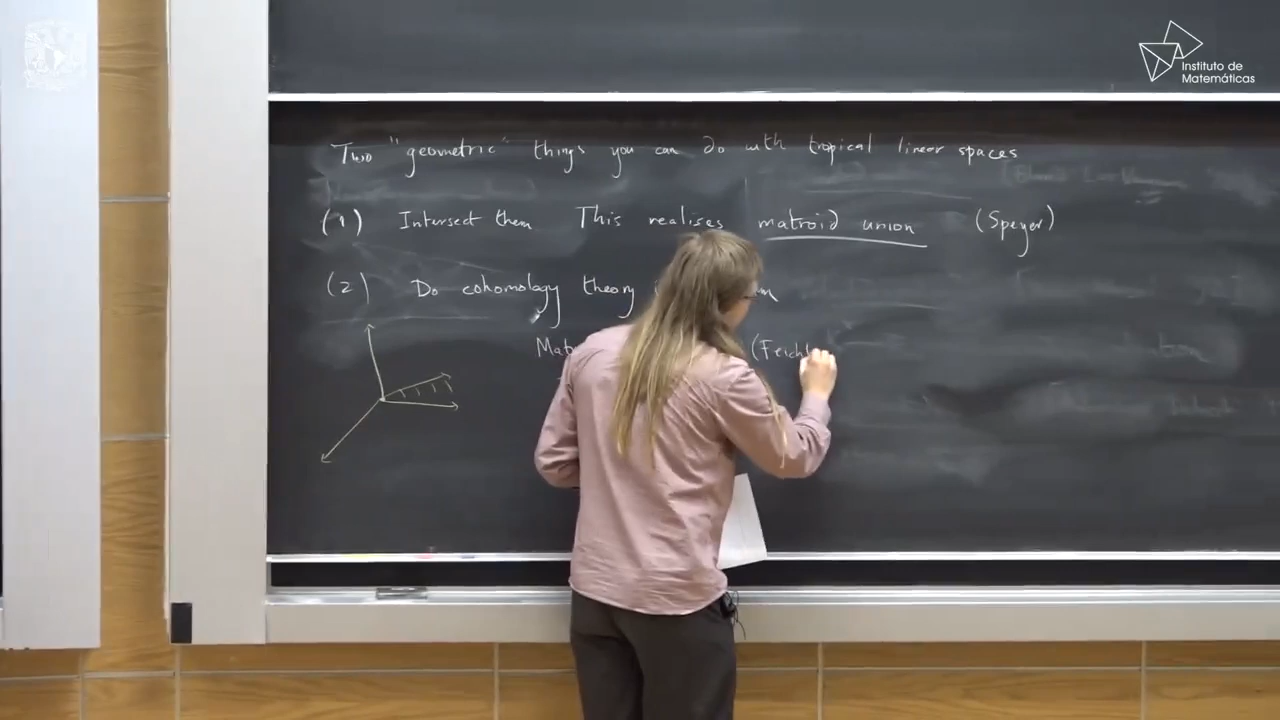 Instituto de
Matemáticas
Two "geometric" things you can do with tropical linear spaces
(1) Intersect them This realises matroid union (Speyer)
(2) Do cohomology theory